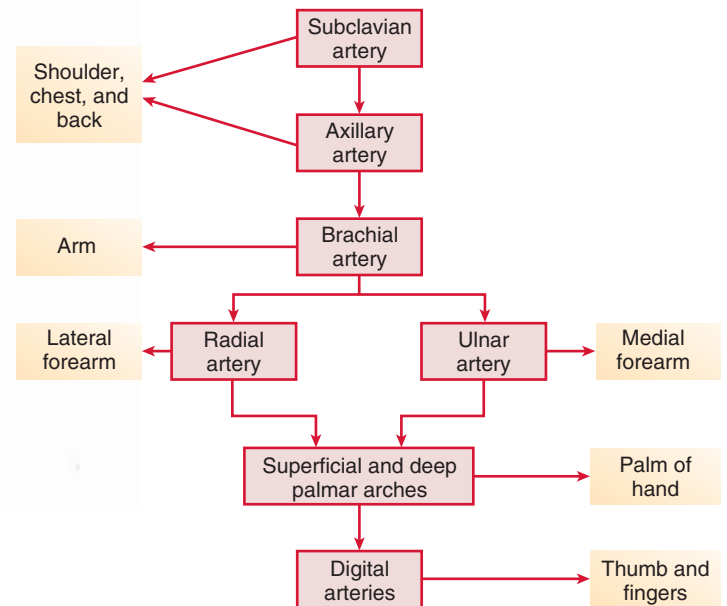 Subclavian
artery
Shoulder,
chest, and
back
Axillary
artery
Arm
Brachial
artery
Lateral
forearm
Radial
artery
Ulnar
artery
Medial
forearm
Superficial and deep
palmar arches
Palm of
hand
Digital
arteries
Thumb and
fingers